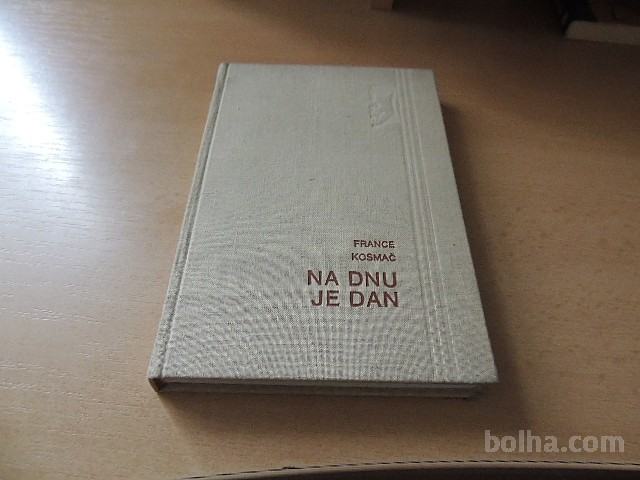 FRANCE
KOSMAČ
NA DNU
JE DAN
bolha.com